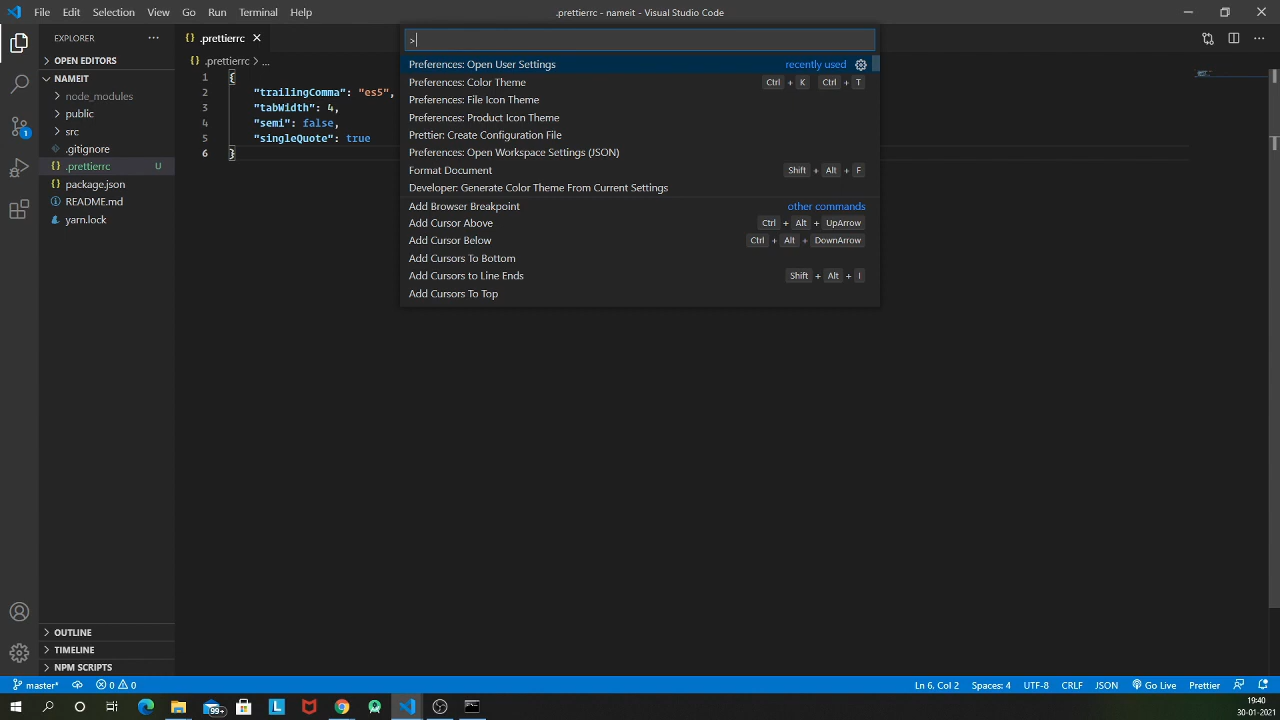 File Edit Selection View Go Run Terminal Help
.prettierrc - nameit - Visual Studio Code
EXPLORER
OPEN EDITORS
NAMEIT
node_modules
public
src
.gitignore
.prettierrc U
package.json
README.md
yarn.lock
OUTLINE
TIMELINE
NPM SCRIPTS
1
.prettierrc
.prettierrc > ...
1 {
2 "trailingComma": "es5",
3 "tabWidth": 4,
4 "semi": false,
5 "singleQuote": true
6 }
>
Preferences: Open User Settings recently used
Preferences: Color Theme Ctrl + K Ctrl + T
Preferences: File Icon Theme
Preferences: Product Icon Theme
Prettier: Create Configuration File
Preferences: Open Workspace Settings (JSON)
Format Document Shift + Alt + F
Developer: Generate Color Theme From Current Settings
Add Browser Breakpoint other commands
Add Cursor Above Ctrl + Alt + UpArrow
Add Cursor Below Ctrl + Alt + DownArrow
Add Cursors To Bottom
Add Cursors to Line Ends Shift + Alt + I
Add Cursors To Top
master* 0 0 Ln 6, Col 2 Spaces: 4 UTF-8 CRLF JSON Go Live Prettier
99+
L
19:40
30-01-2021